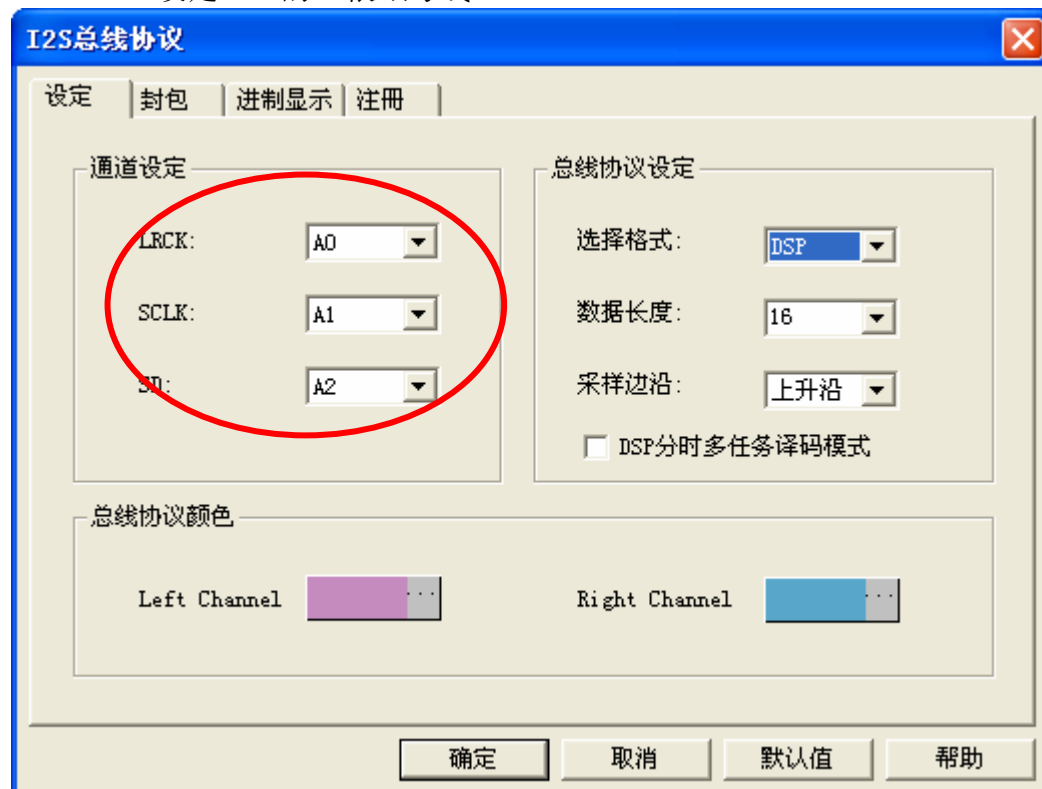 I2S总线协议
设定 封包 进制显示 注册
通道设定
LRCK: A0
SCLK: A1
SD: A2
总线协议设定
选择格式: DSP
数据长度: 16
采样边沿: 上升沿
DSP分时多任务译码模式
总线协议颜色
Left Channel ... Right Channel ...
确定 取消 默认值 帮助